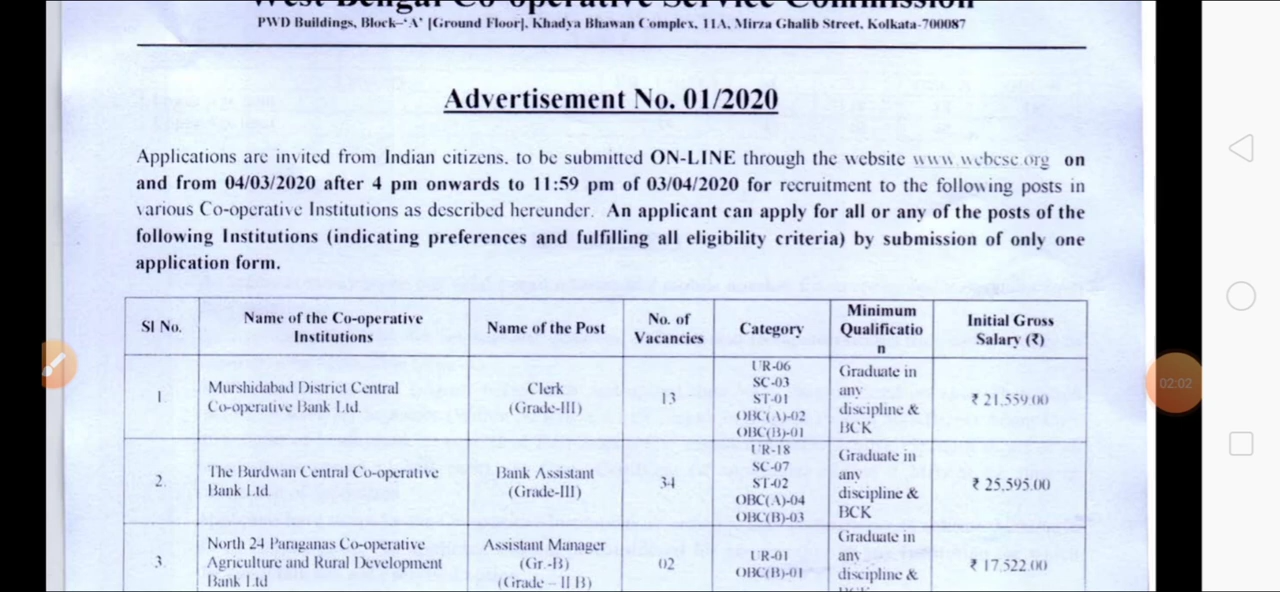 West Bengal Co-operative Service Commission
PWD Buildings, Block-'A' [Ground Floor], Khadya Bhawan Complex, 11A, Mirza Ghalib Street, Kolkata-700087
Advertisement No. 01/2020
Applications are invited from Indian citizens, to be submitted ON-LINE through the website www.webcsc.org on
and from 04/03/2020 after 4 pm onwards to 11:59 pm of 03/04/2020 for recruitment to the following posts in
various Co-operative Institutions as described hereunder. An applicant can apply for all or any of the posts of the
following Institutions (indicating preferences and fulfilling all eligibility criteria) by submission of only one
application form.
Sl No.
Name of the Co-operative
Institutions
Name of the Post
No. of
Vacancies
Category
Minimum
Qualificatio
n
Initial Gross
Salary (₹)
1.
Murshidabad District Central
Co-operative Bank Ltd.
Clerk
(Grade-III)
13
UR-06
SC-03
ST-01
OBC(A)-02
OBC(B)-01
Graduate in
any
discipline &
BCK
₹ 21,559.00
2.
The Burdwan Central Co-operative
Bank Ltd.
Bank Assistant
(Grade-III)
34
UR-18
SC-07
ST-02
OBC(A)-04
OBC(B)-03
Graduate in
any
discipline &
BCK
₹ 25,595.00
3.
North 24 Paraganas Co-operative
Agriculture and Rural Development
Bank Ltd
Assistant Manager
(Gr.-B)
(Grade – II B)
02
UR-01
OBC(B)-01
Graduate in
any
discipline &
₹ 17,522.00
02:02